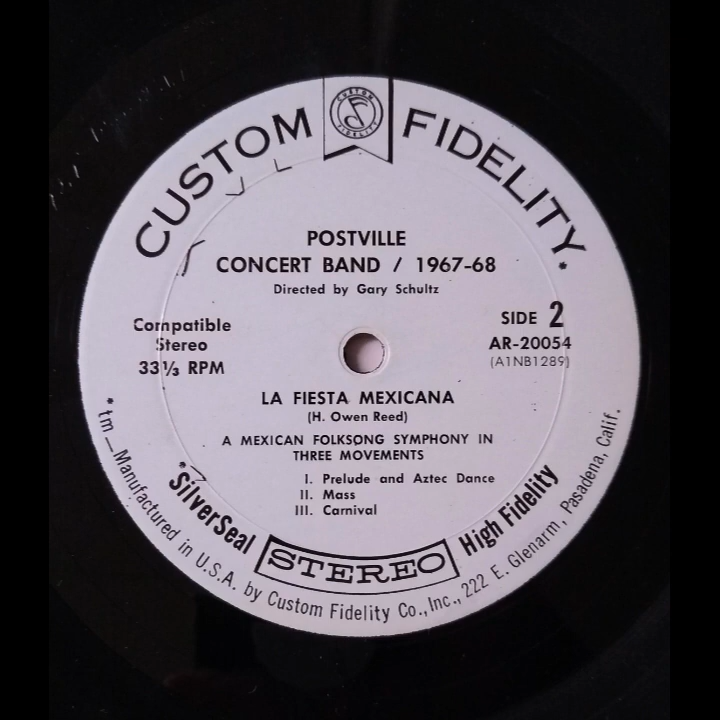 CUSTOM FIDELITY.*
CUSTOM
FIDELITY
POSTVILLE
CONCERT BAND / 1967-68
Directed by Gary Schultz
Compatible
Stereo
33⅓ RPM
SIDE 2
AR-20054
(A1NB1289)
LA FIESTA MEXICANA
(H. Owen Reed)
A MEXICAN FOLKSONG SYMPHONY IN
THREE MOVEMENTS
I. Prelude and Aztec Dance
II. Mass
III. Carnival
*SilverSeal STEREO High Fidelity
*tm—Manufactured in U.S.A. by Custom Fidelity Co., Inc., 222 E. Glenarm, Pasadena, Calif.